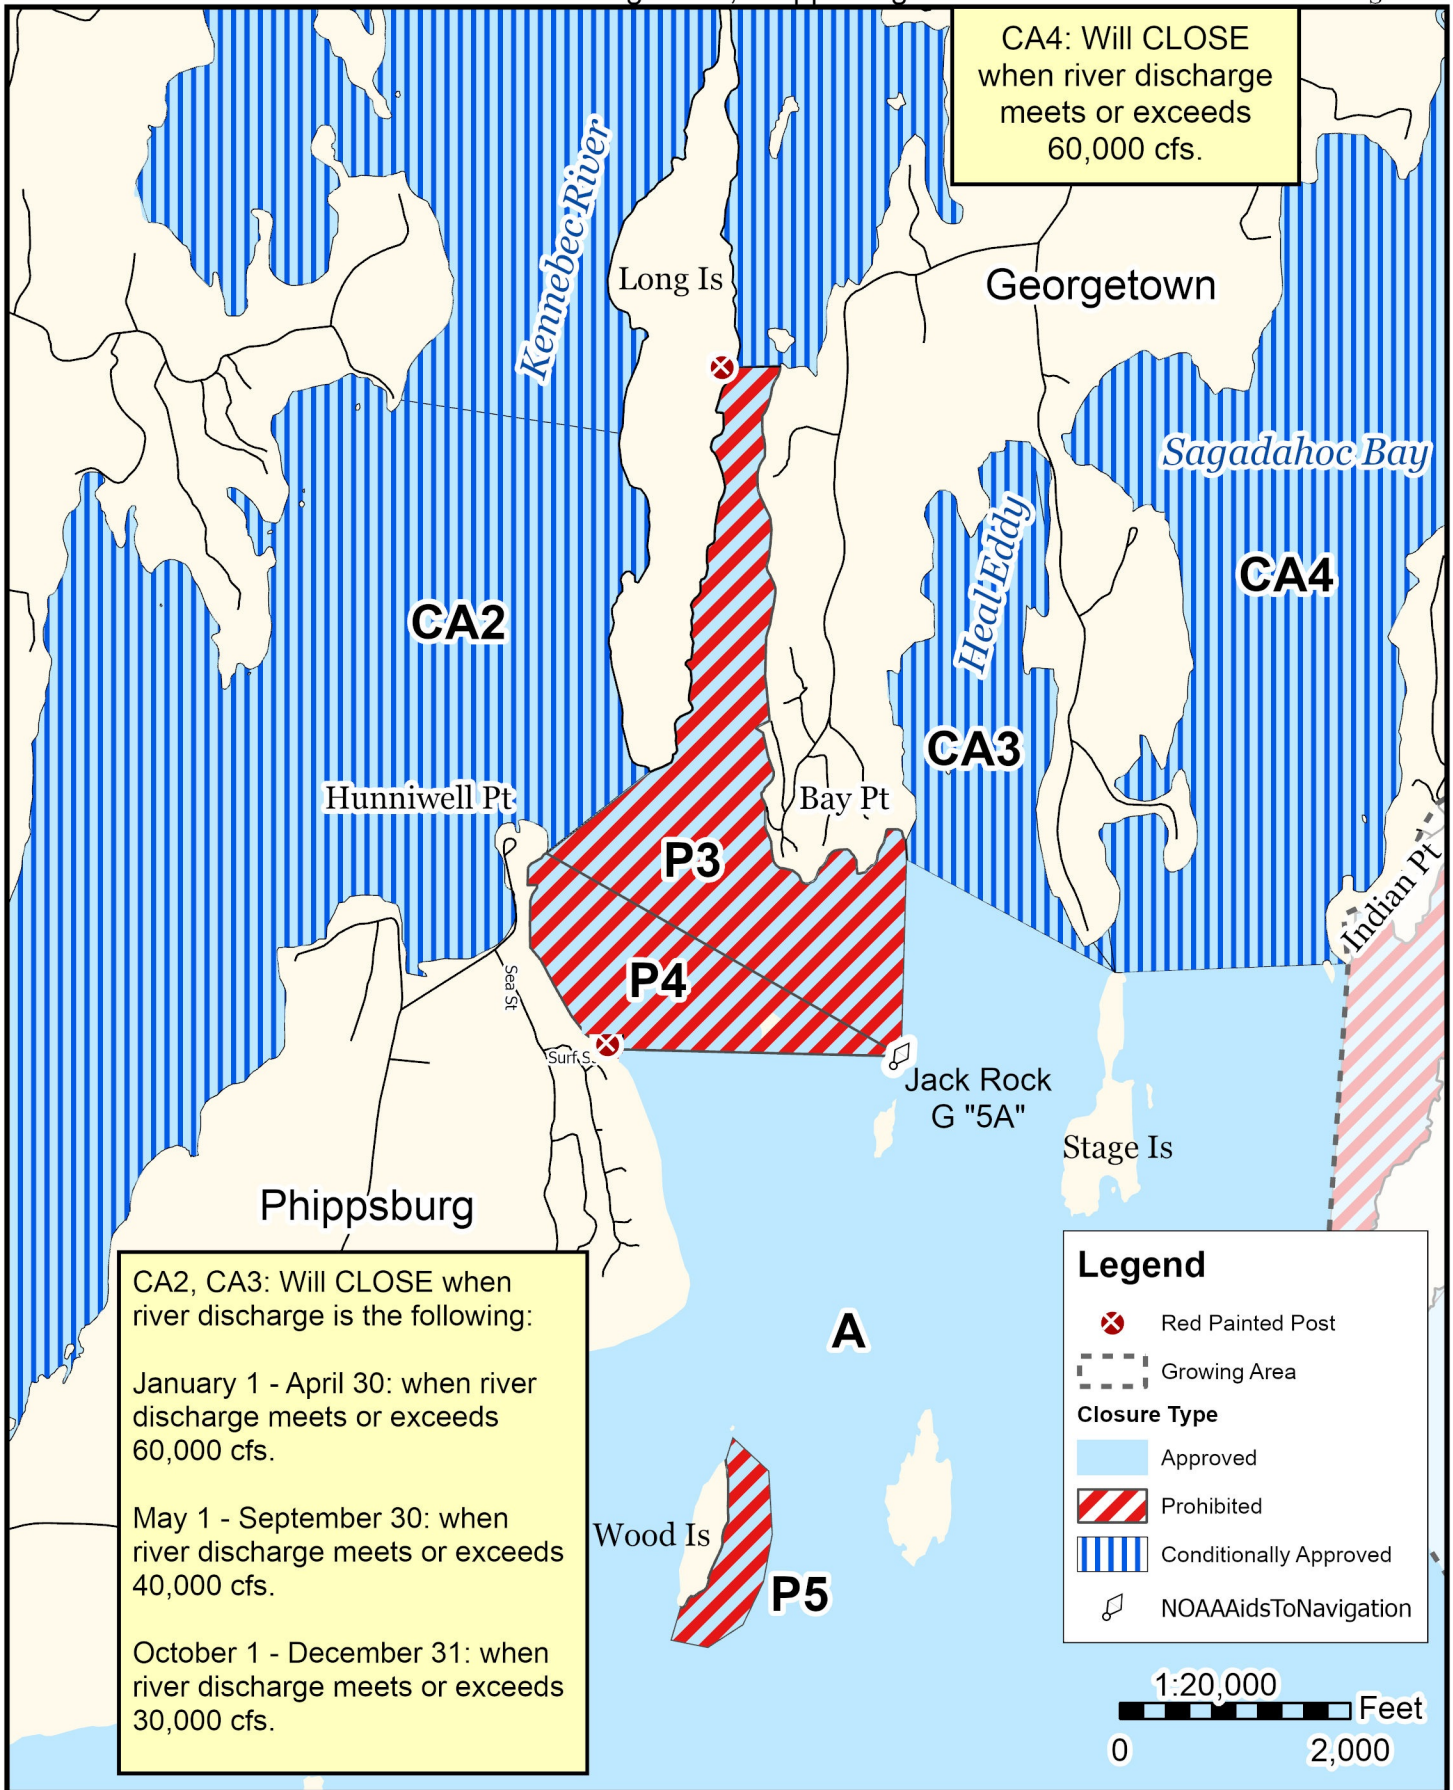 CA4: Will CLOSE
when river discharge
meets or exceeds
60,000 cfs.
Kennebec River
Long Is
Georgetown
Sagadahoc Bay
Heal Eddy
CA4
CA2
CA3
Hunniwell Pt
Bay Pt
P3
Indian Pt
P4
Sea St
Surf S
Jack Rock
G "5A"
Stage Is
Phippsburg
CA2, CA3: Will CLOSE when
river discharge is the following:
January 1 - April 30: when river
discharge meets or exceeds
60,000 cfs.
May 1 - September 30: when
river discharge meets or exceeds
40,000 cfs.
October 1 - December 31: when
river discharge meets or exceeds
30,000 cfs.
A
Wood Is
P5
Legend
Red Painted Post
Growing Area
Closure Type
Approved
Prohibited
Conditionally Approved
NOAAAidsToNavigation
1:20,000
Feet
0 2,000